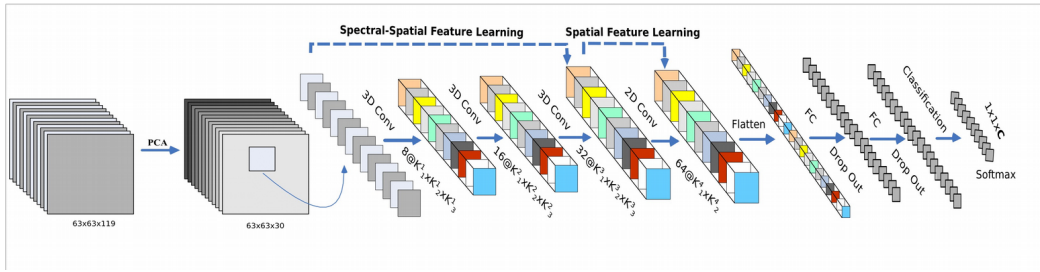 Spectral-Spatial Feature Learning
Spatial Feature Learning
PCA
63x63x119
63x63x30
3D Conv
8@K¹₁xK¹₂xK¹₃
3D Conv
16@K²₁xK²₂xK²₃
3D Conv
32@K³₁xK³₂xK³₃
2D Conv
64@K⁴₁xK⁴₂
Flatten
FC
Drop Out
FC
Drop Out
Classification
1x1xC
Softmax